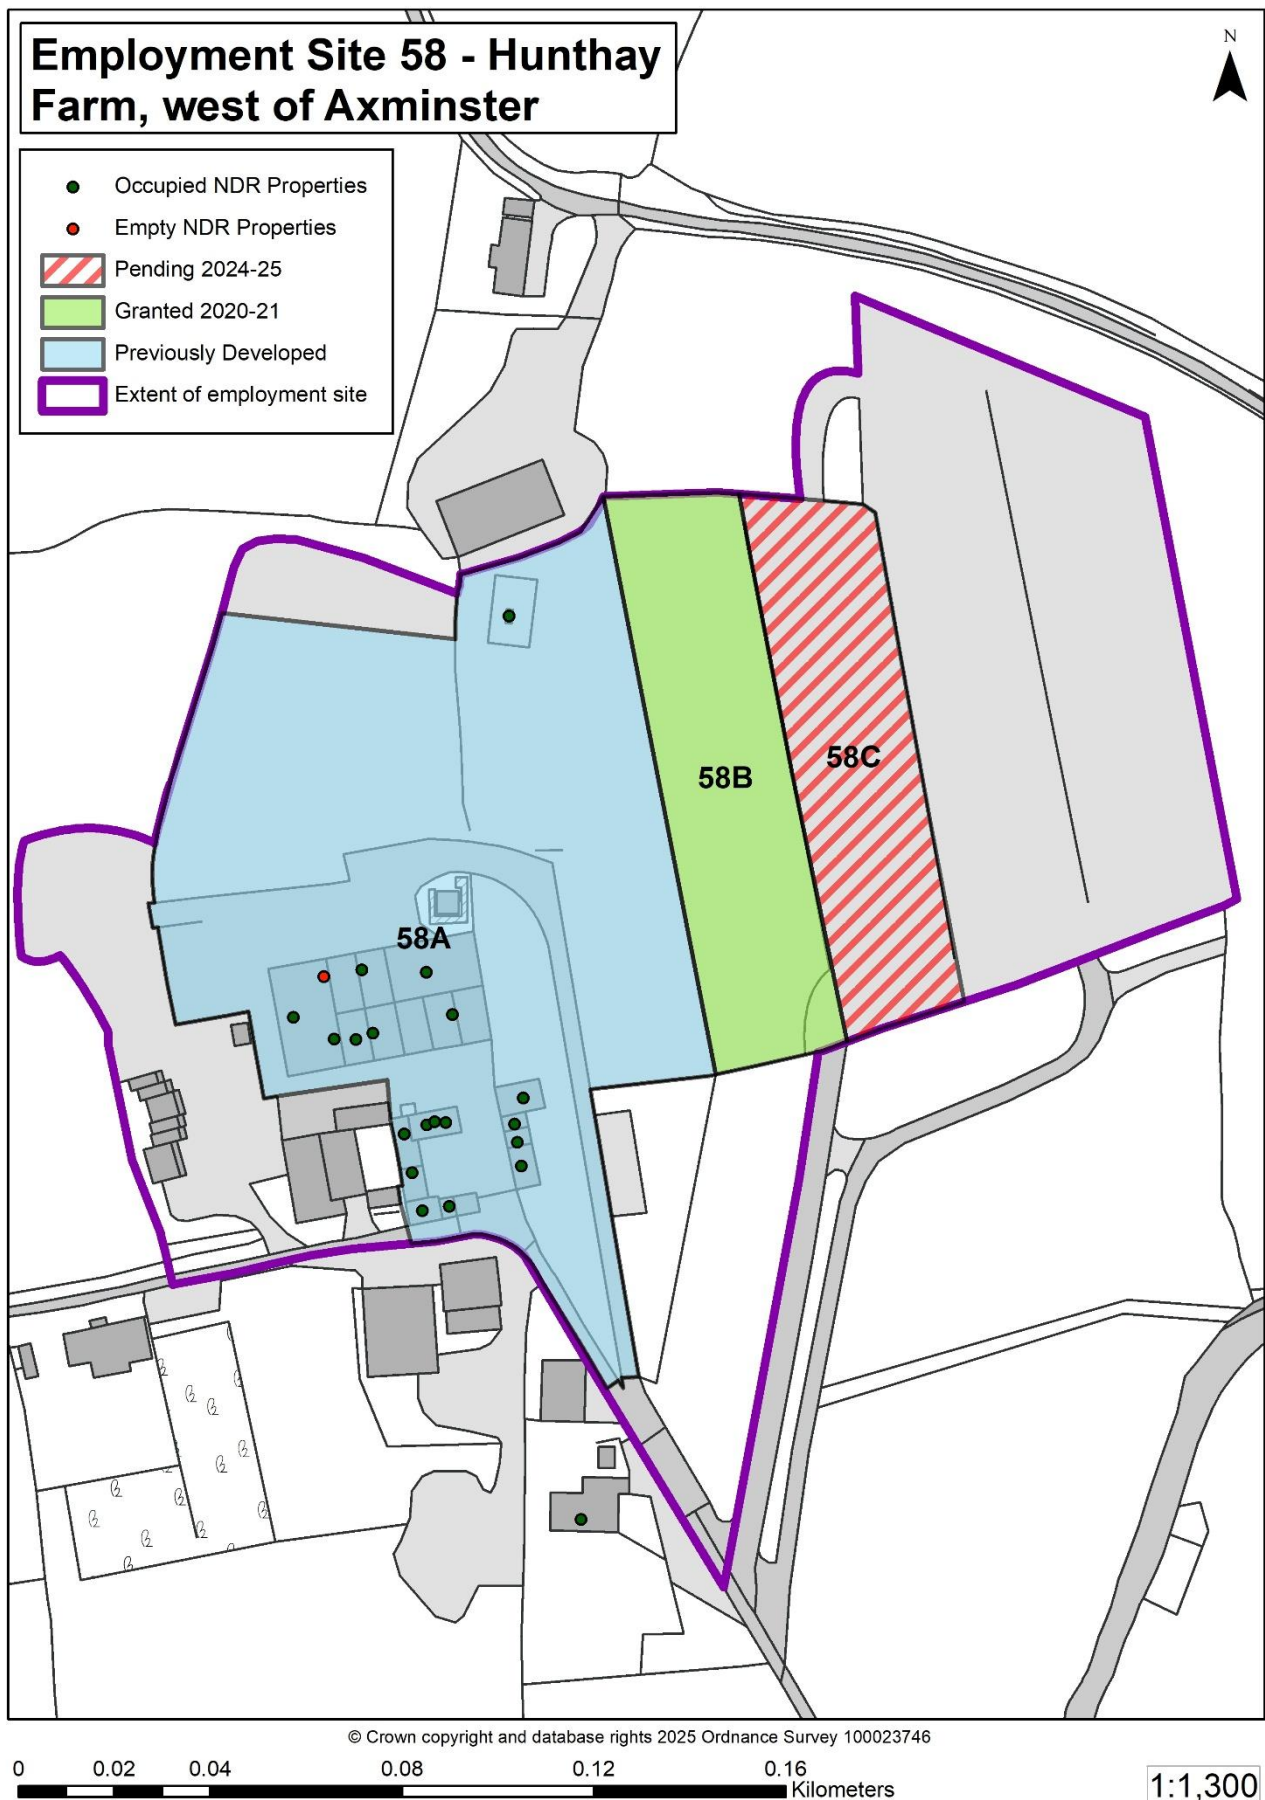 Employment Site 58 - Hunthay
Farm, west of Axminster
N
Occupied NDR Properties
Empty NDR Properties
Pending 2024-25
Granted 2020-21
Previously Developed
Extent of employment site
58B
58C
58A
© Crown copyright and database rights 2025 Ordnance Survey 100023746
0 0.02 0.04 0.08 0.12 0.16
Kilometers
1:1,300